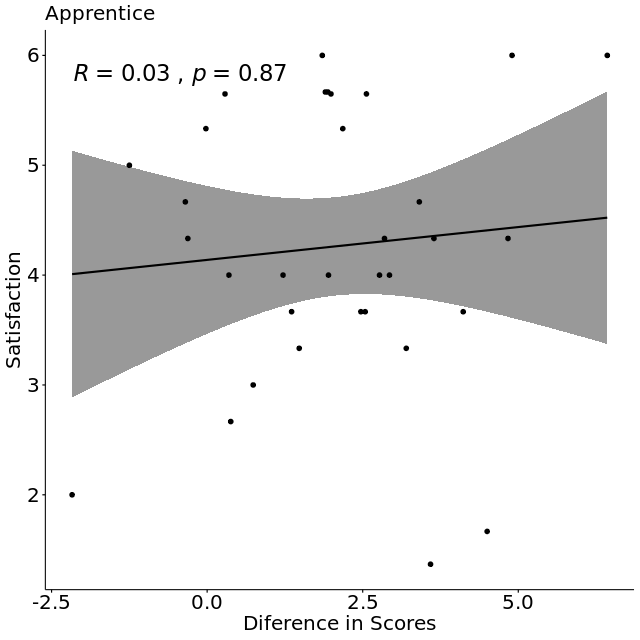 Apprentice
R = 0.03 , p = 0.87
Satisfaction
6
5
4
3
2
-2.5 0.0 2.5 5.0
Diference in Scores